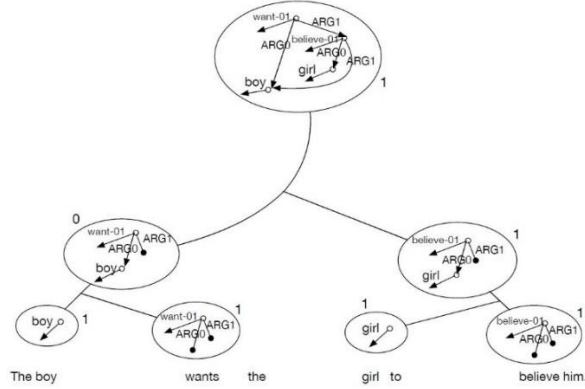 want-01 ARG1
ARG0 believe-01
ARG0 ARG1
girl
boy
1
0
want-01
ARG0 ARG1
boy
1
believe-01
ARG0 ARG1
girl
boy 1
1
want-01
ARG0 ARG1
1
girl
1
believe-01
ARG0 ARG1
The boy wants the girl to believe him